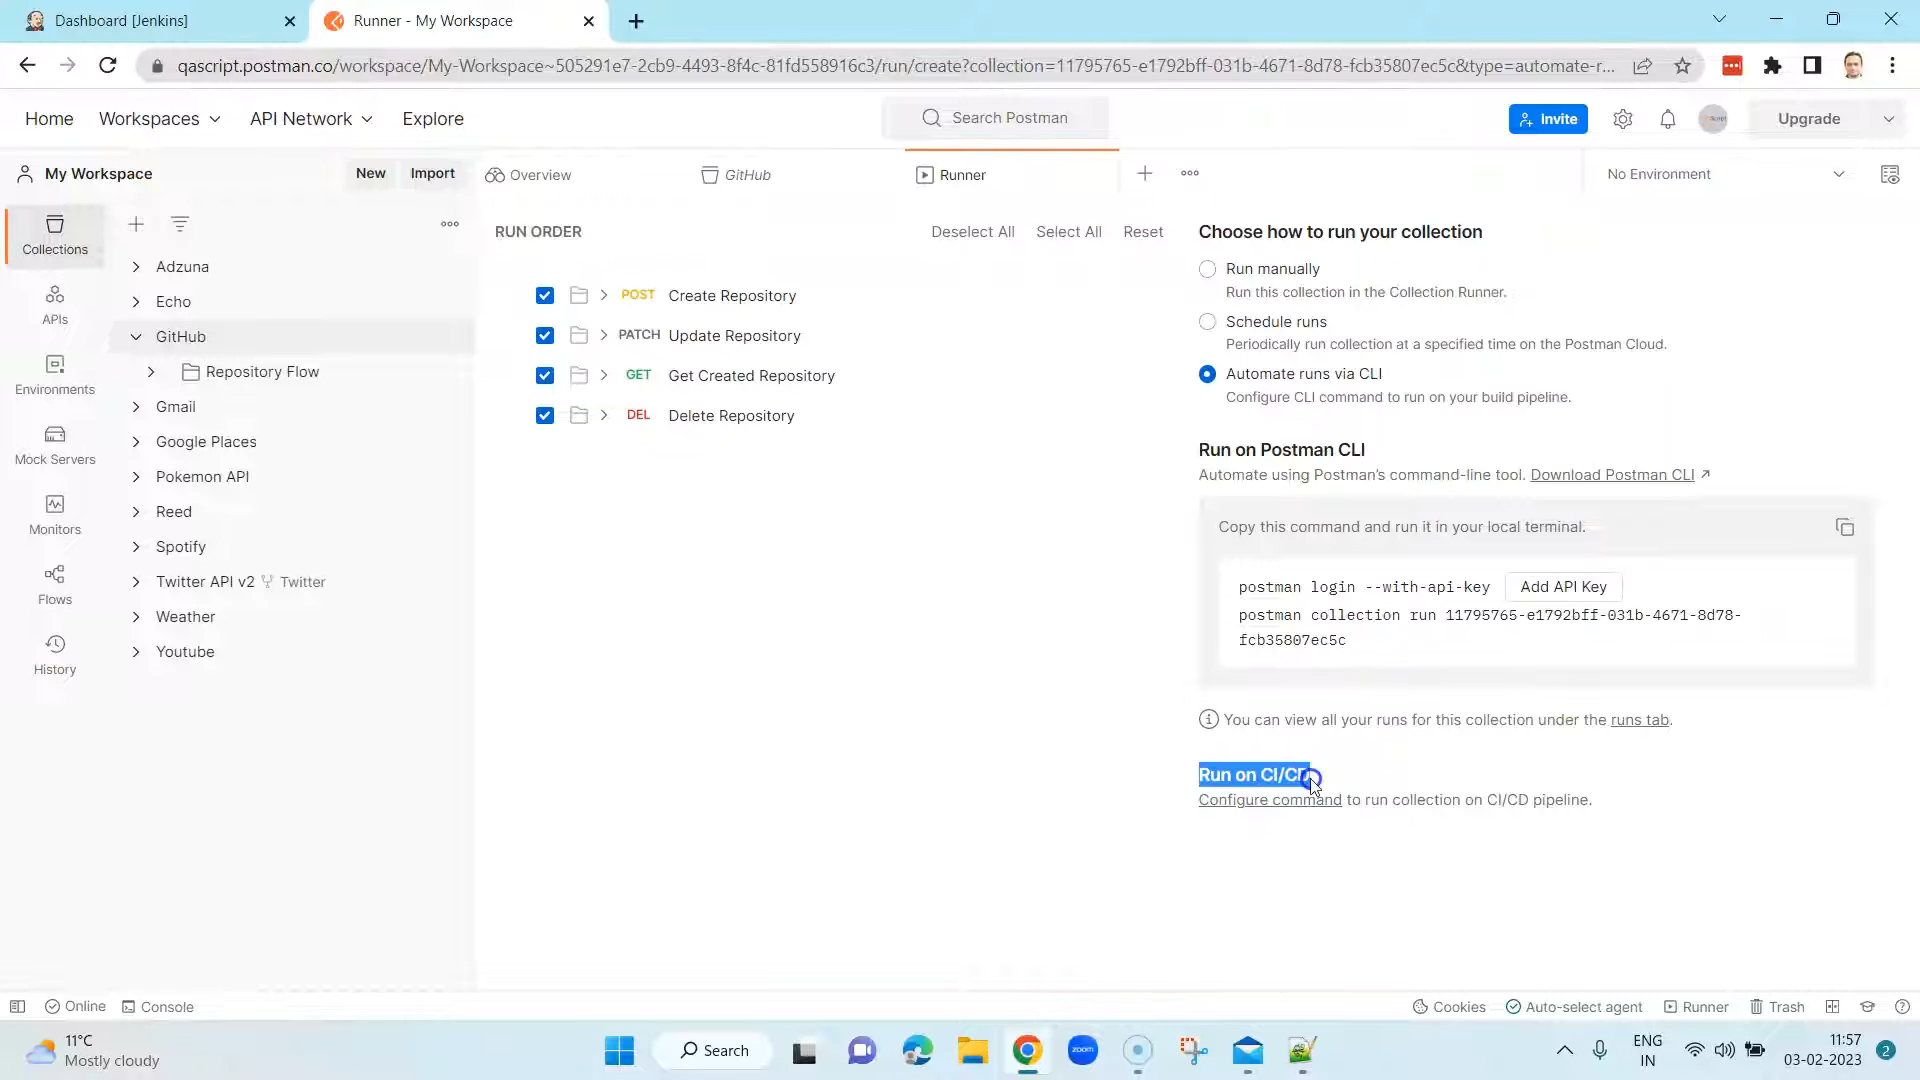 Dashboard [Jenkins]
Runner - My Workspace
qascript.postman.co/workspace/My-Workspace~505291e7-2cb9-4493-8f4c-81fd558916c3/run/create?collection=11795765-e1792bff-031b-4671-8d78-fcb35807ec5c&type=automate-r...
Home Workspaces API Network Explore
Search Postman
Invite
Upgrade
My Workspace
New Import
Overview
GitHub
Runner
No Environment
Collections
APIs
Environments
Mock Servers
Monitors
Flows
History
Adzuna
Echo
GitHub
Repository Flow
Gmail
Google Places
Pokemon API
Reed
Spotify
Twitter API v2 Twitter
Weather
Youtube
RUN ORDER
Deselect All Select All Reset
POST Create Repository
PATCH Update Repository
GET Get Created Repository
DEL Delete Repository
Choose how to run your collection
Run manually
Run this collection in the Collection Runner.
Schedule runs
Periodically run collection at a specified time on the Postman Cloud.
Automate runs via CLI
Configure CLI command to run on your build pipeline.
Run on Postman CLI
Automate using Postman's command-line tool. Download Postman CLI
Copy this command and run it in your local terminal.
postman login --with-api-key Add API Key
postman collection run 11795765-e1792bff-031b-4671-8d78-
fcb35807ec5c
You can view all your runs for this collection under the runs tab.
Run on CI/CD
Configure command to run collection on CI/CD pipeline.
Online Console
Cookies Auto-select agent Runner Trash
11°C
Mostly cloudy
Search
zoom
ENG
IN
11:57
03-02-2023
2